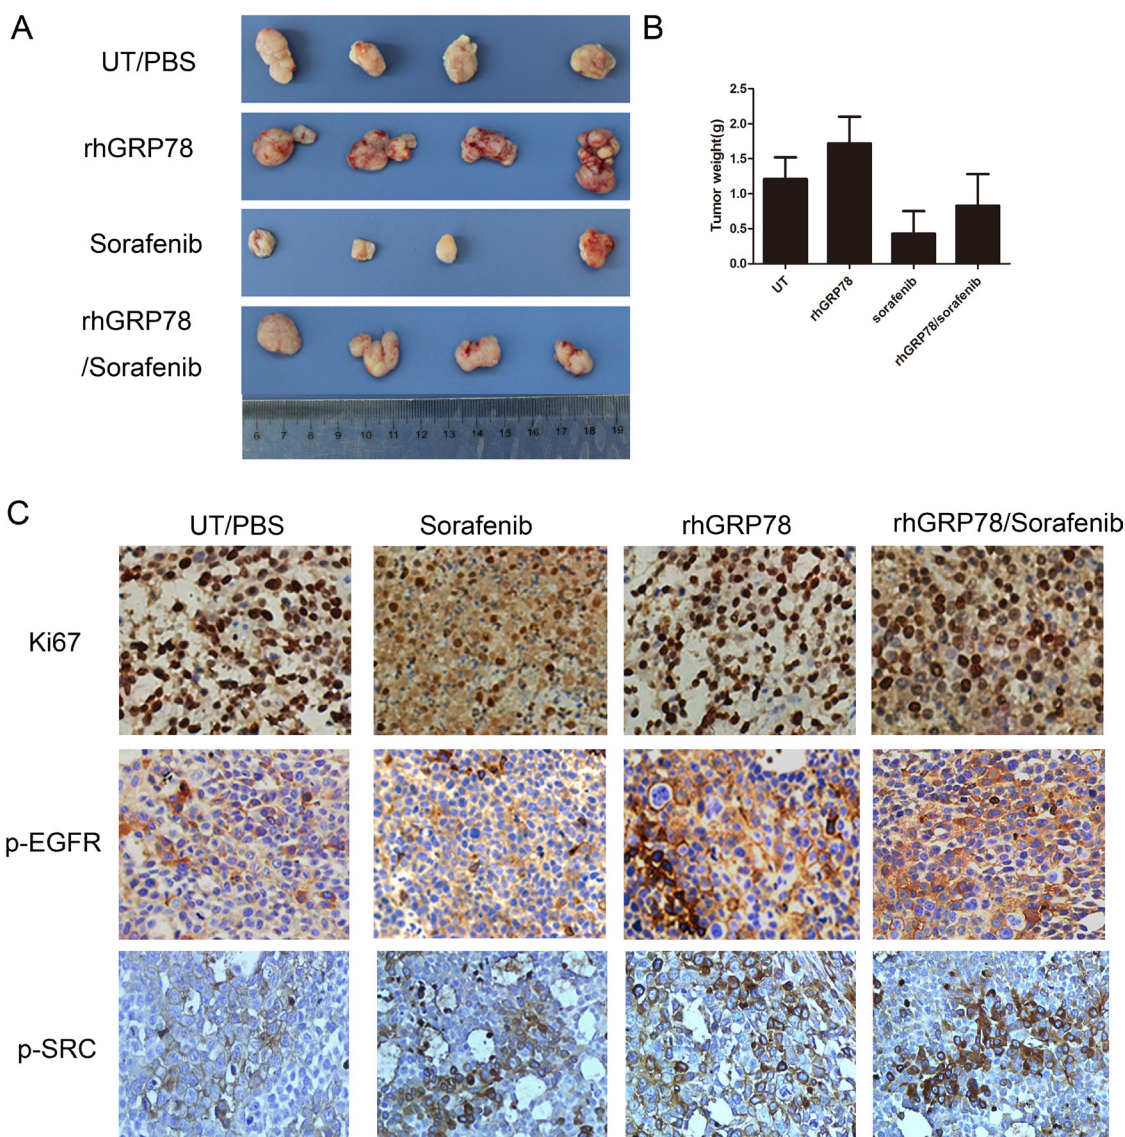 A
UT/PBS
rhGRP78
Sorafenib
rhGRP78
/Sorafenib
6 7 8 9 10 11 12 13 14 15 16 17 18 19
B
Tumor weight(g)
2.5
2.0
1.5
1.0
0.5
0.0
UT
rhGRP78
sorafenib
rhGRP78/sorafenib
C
UT/PBS Sorafenib rhGRP78 rhGRP78/Sorafenib
Ki67
p-EGFR
p-SRC